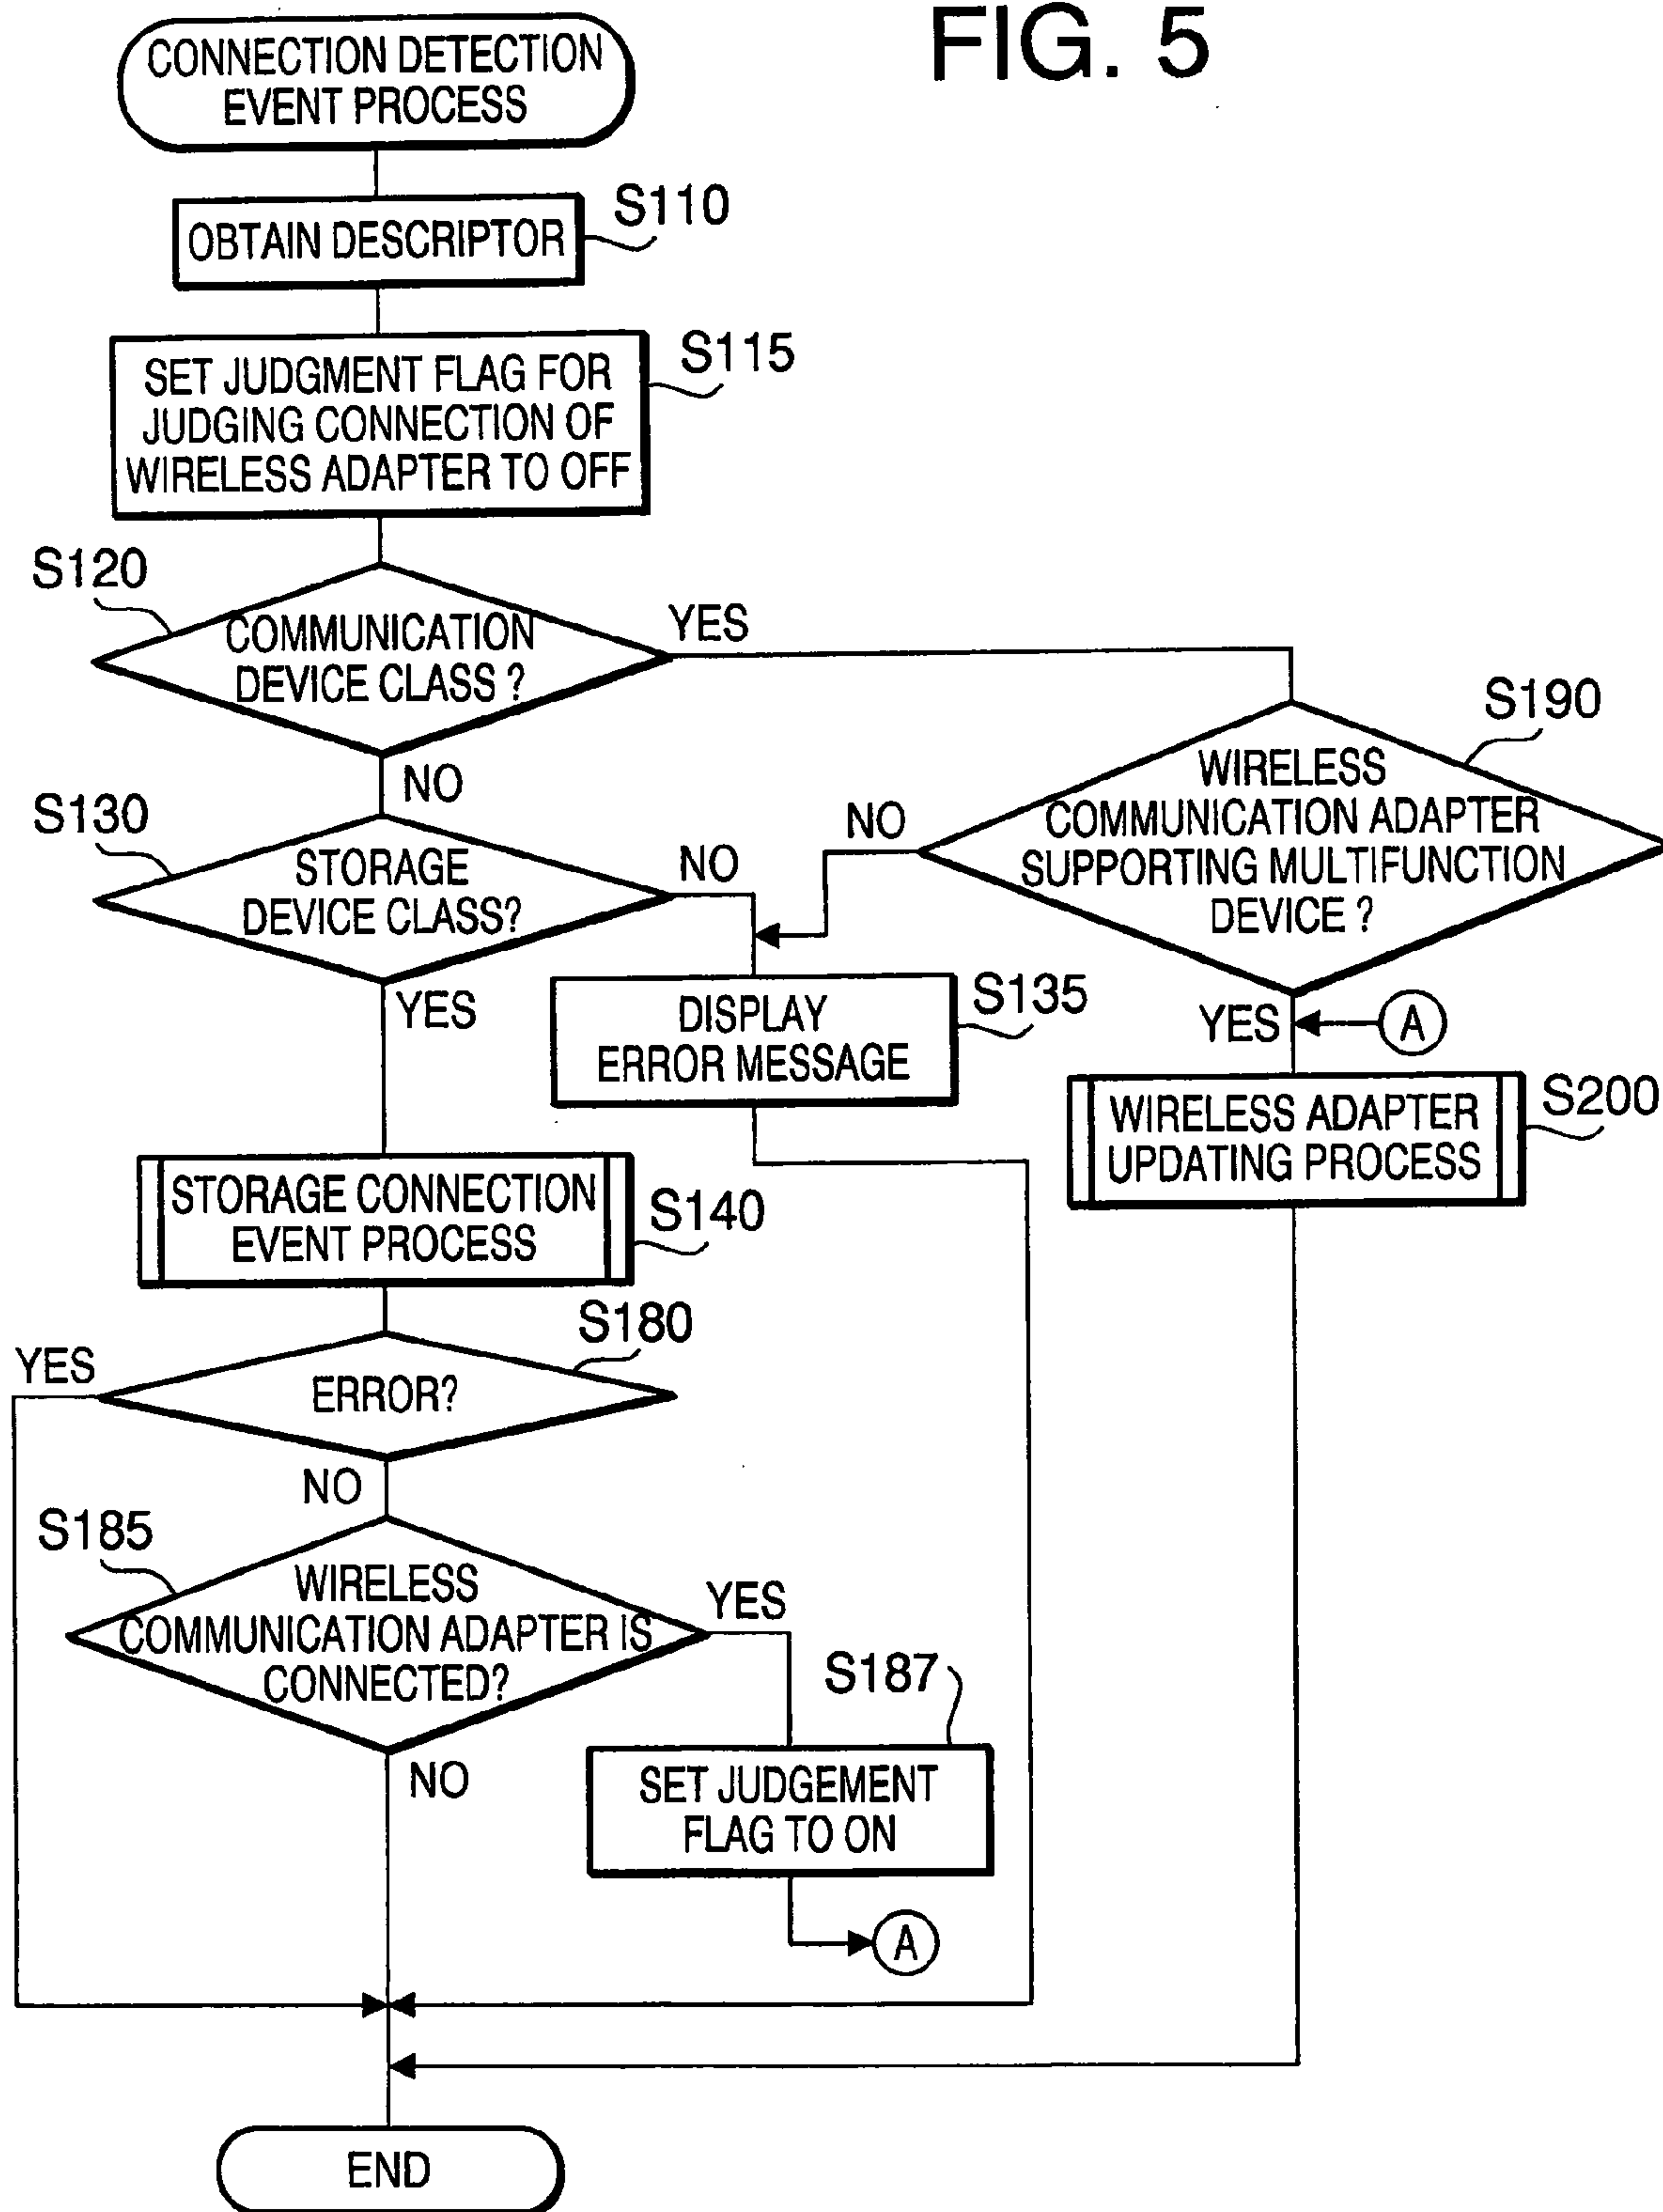 FIG. 5
CONNECTION DETECTION
EVENT PROCESS
S110
OBTAIN DESCRIPTOR
S115
SET JUDGMENT FLAG FOR
JUDGING CONNECTION OF
WIRELESS ADAPTER TO OFF
S120
COMMUNICATION
DEVICE CLASS ?
YES
NO
S190
WIRELESS
COMMUNICATION ADAPTER
SUPPORTING MULTIFUNCTION
DEVICE ?
NO
YES
A
S130
STORAGE
DEVICE CLASS?
NO
YES
S135
DISPLAY
ERROR MESSAGE
S200
WIRELESS ADAPTER
UPDATING PROCESS
STORAGE CONNECTION
EVENT PROCESS
S140
S180
YES
ERROR?
NO
S185
WIRELESS
COMMUNICATION ADAPTER IS
CONNECTED?
YES
NO
S187
SET JUDGEMENT
FLAG TO ON
A
END